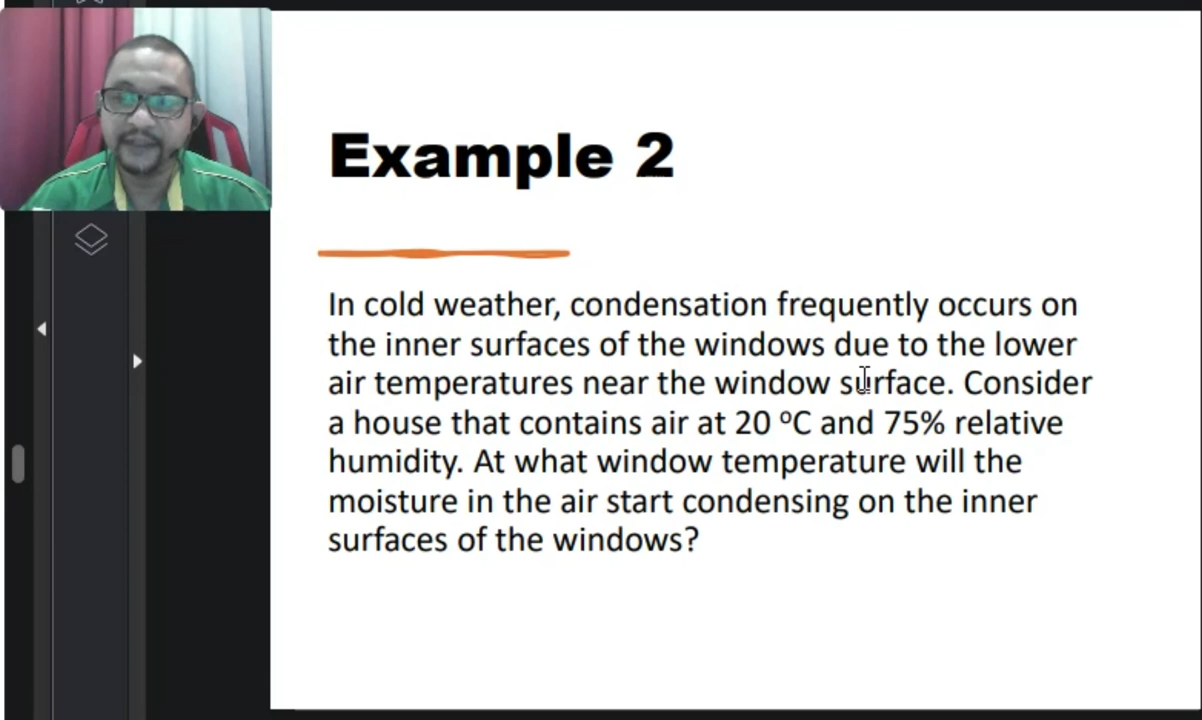 Example 2
In cold weather, condensation frequently occurs on
the inner surfaces of the windows due to the lower
air temperatures near the window surface. Consider
a house that contains air at 20 ºC and 75% relative
humidity. At what window temperature will the
moisture in the air start condensing on the inner
surfaces of the windows?